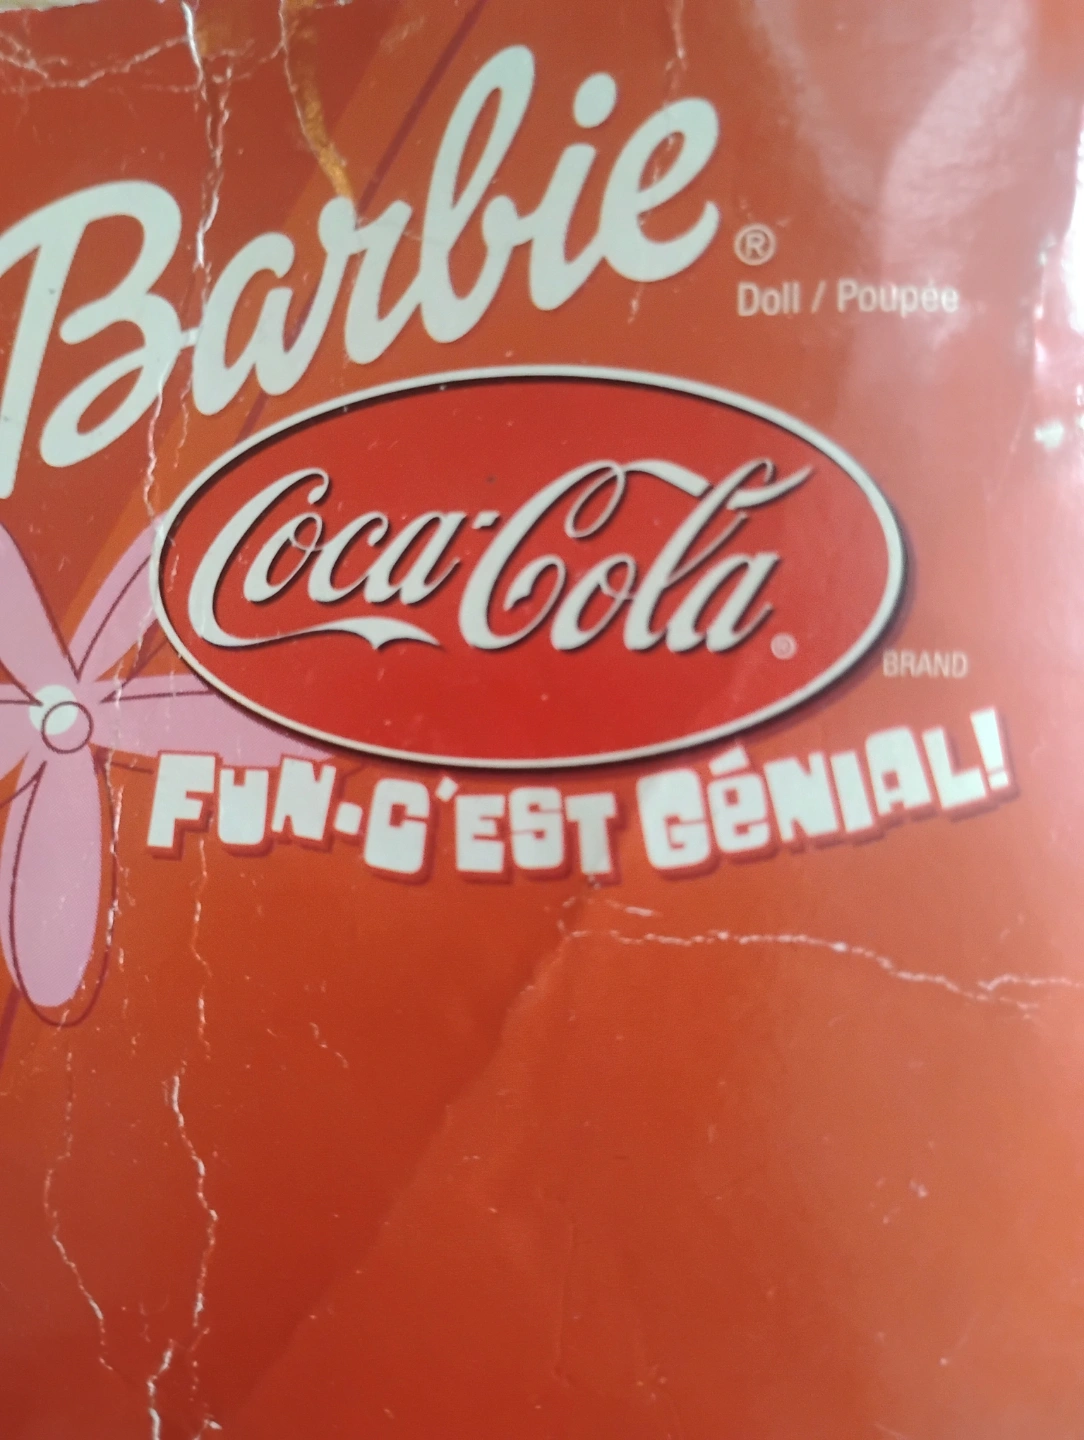 Barbie®
Doll / Poupée
Coca-Cola®
BRAND
FUN•C'EST GéNIAL!